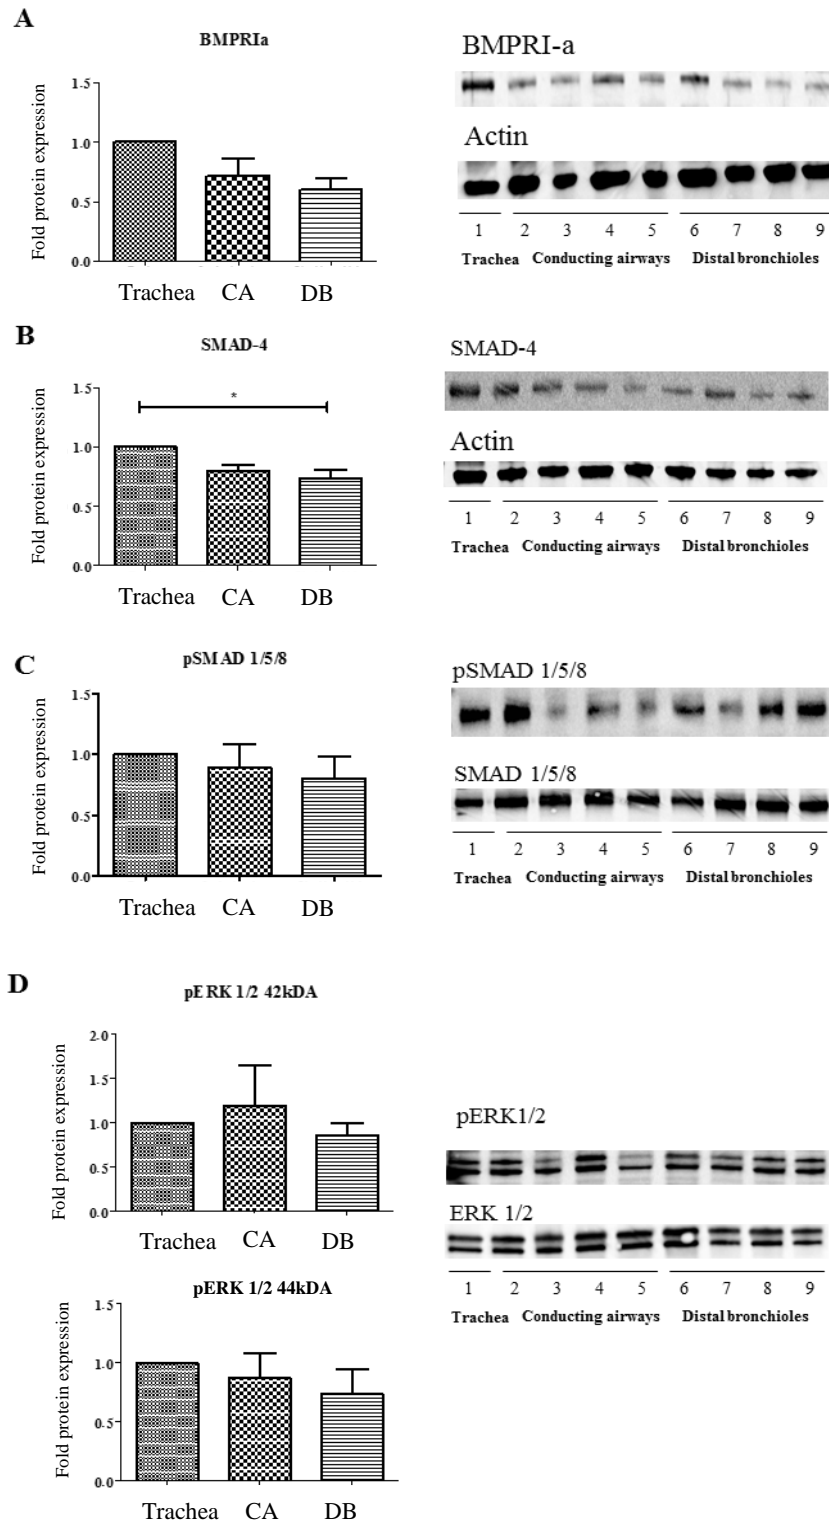 A
BMPRIa
Fold protein expression
1.5
1.0
0.5
0.0
Trachea CA DB
BMPRI-a
Actin
1 2 3 4 5 6 7 8 9
Trachea Conducting airways Distal bronchioles
B
SMAD-4
Fold protein expression
1.5
*
1.0
0.5
0.0
Trachea CA DB
SMAD-4
Actin
1 2 3 4 5 6 7 8 9
Trachea Conducting airways Distal bronchioles
C
pSMAD 1/5/8
Fold protein expression
1.5
1.0
0.5
0.0
Trachea CA DB
pSMAD 1/5/8
SMAD 1/5/8
1 2 3 4 5 6 7 8 9
Trachea Conducting airways Distal bronchioles
D
pERK 1/2 42kDA
Fold protein expression
2.0
1.5
1.0
0.5
0.0
Trachea CA DB
pERK 1/2 44kDA
Fold protein expression
1.5
1.0
0.5
0.0
Trachea CA DB
pERK1/2
ERK 1/2
1 2 3 4 5 6 7 8 9
Trachea Conducting airways Distal bronchioles